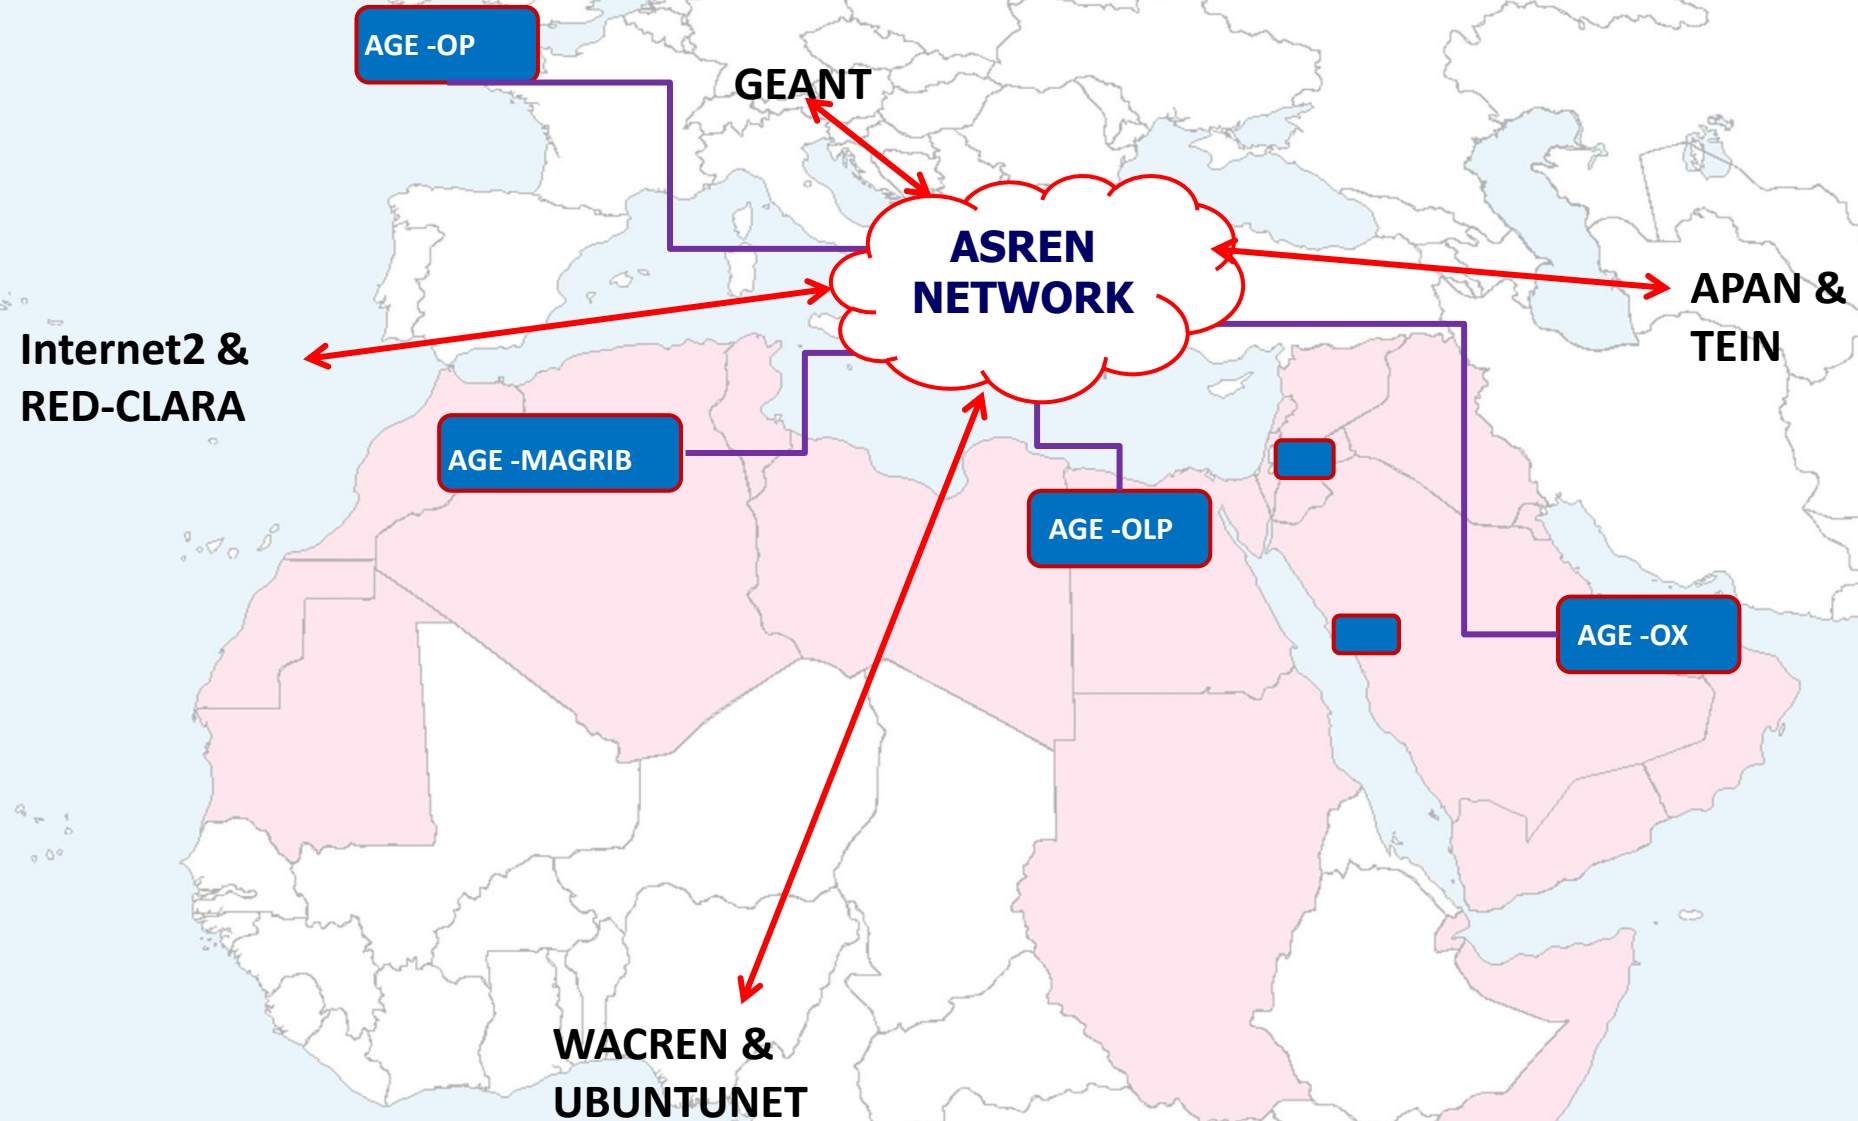 AGE -OP
GEANT
ASREN
NETWORK
APAN &
TEIN
Internet2 &
RED-CLARA
AGE -MAGRIB
AGE -OLP
AGE -OX
WACREN &
UBUNTUNET